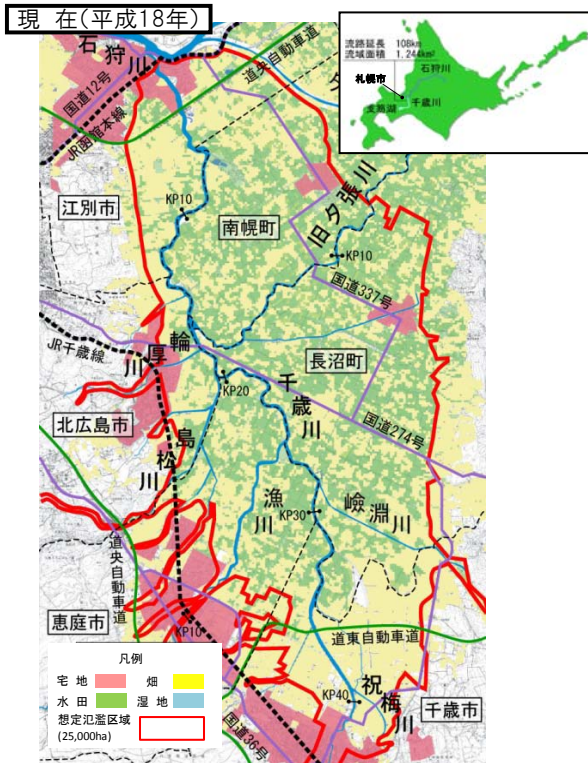 現 在(平成18年)
流路延長 108km
流域面積 1,244km²
石狩川
札幌市
千歳川
支笏湖
石狩川
国道12号
道央自動車道
JR函館本線
江別市
KP10
南幌町
旧夕張川
KP10
国道337号
JR千歳線
輪厚川
長沼町
KP20
千歳川
国道274号
北広島市
島松川
漁川
KP30
嶮淵川
道央自動車道
恵庭市
KP10
道東自動車道
凡例
宅 地
畑
水 田
湿 地
想定氾濫区域
(25,000ha)
KP40
祝梅川
千歳市
国道36号